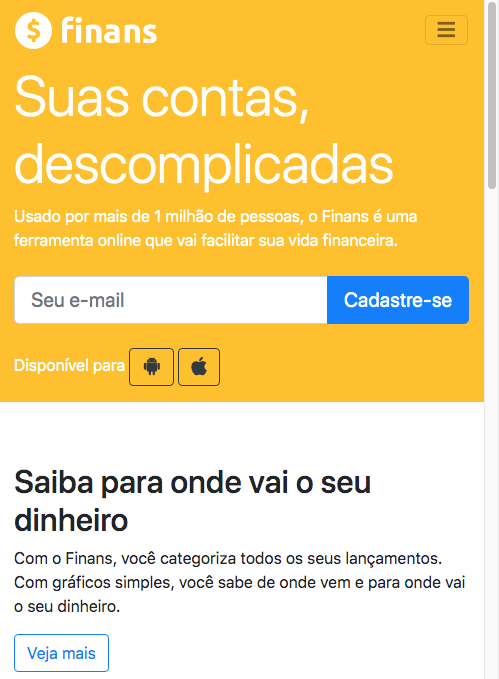 finans
Suas contas,
descomplicadas
Usado por mais de 1 milhão de pessoas, o Finans é uma
ferramenta online que vai facilitar sua vida financeira.
Seu e-mail
Cadastre-se
Disponível para
Saiba para onde vai o seu
dinheiro
Com o Finans, você categoriza todos os seus lançamentos.
Com gráficos simples, você sabe de onde vem e para onde vai
o seu dinheiro.
Veja mais